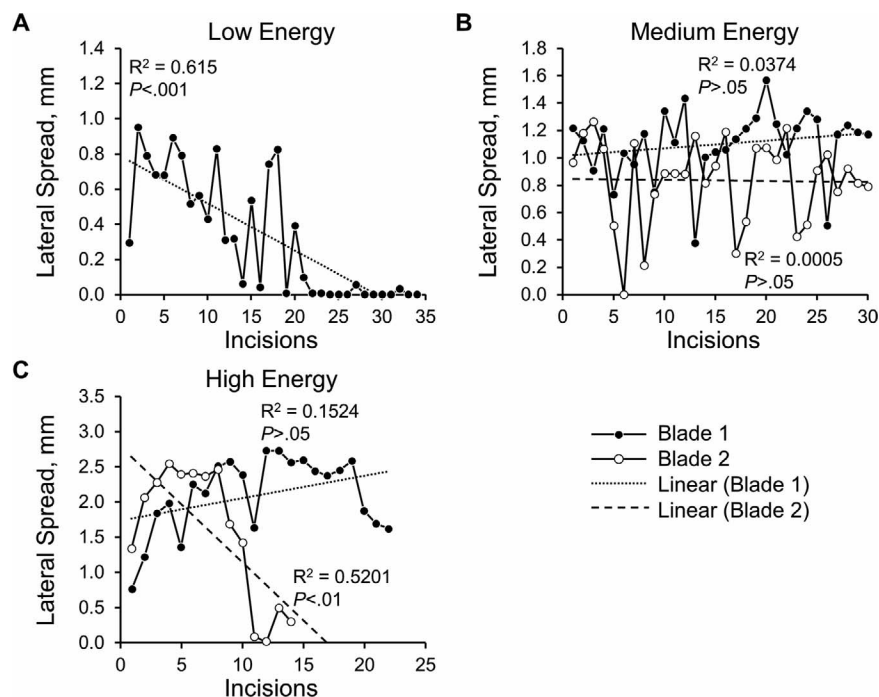 A
Low Energy
R² = 0.615
P<.001
Lateral Spread, mm
1.4
1.2
1.0
0.8
0.6
0.4
0.2
0.0
0 5 10 15 20 25 30 35
Incisions
B
Medium Energy
R² = 0.0374
P>.05
Lateral Spread, mm
1.8
1.6
1.4
1.2
1.0
0.8
0.6
0.4
0.2
0.0
R² = 0.0005
P>.05
0 5 10 15 20 25 30
Incisions
C
High Energy
R² = 0.1524
P>.05
Lateral Spread, mm
3.5
3.0
2.5
2.0
1.5
1.0
0.5
0.0
R² = 0.5201
P<.01
0 5 10 15 20 25
Incisions
Blade 1
Blade 2
Linear (Blade 1)
Linear (Blade 2)